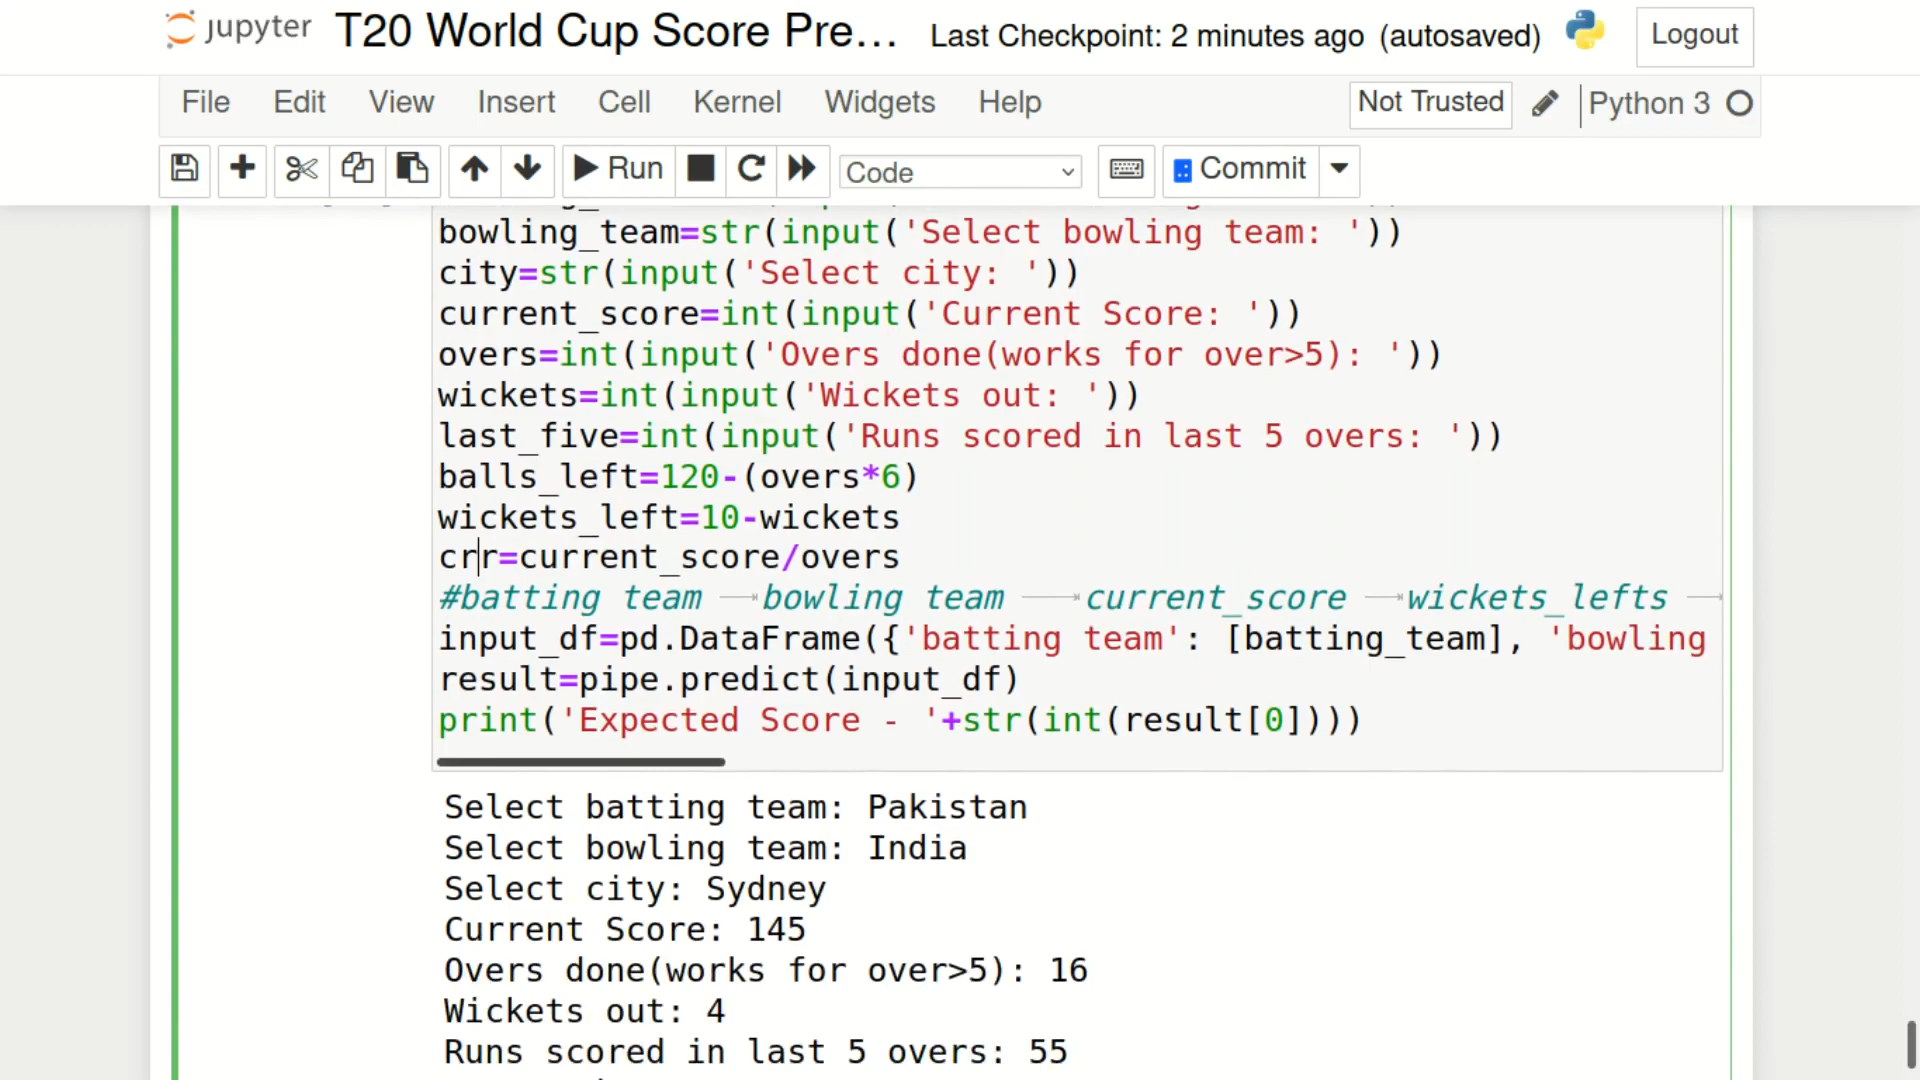 jupyter T20 World Cup Score Pre... Last Checkpoint: 2 minutes ago (autosaved) Logout
File Edit View Insert Cell Kernel Widgets Help Not Trusted Python 3
Run Code Commit
bowling_team=str(input('Select bowling team: '))
city=str(input('Select city: '))
current_score=int(input('Current Score: '))
overs=int(input('Overs done(works for over>5): '))
wickets=int(input('Wickets out: '))
last_five=int(input('Runs scored in last 5 overs: '))
balls_left=120-(overs*6)
wickets_left=10-wickets
crr=current_score/overs
#batting team bowling team current_score wickets_lefts
input_df=pd.DataFrame({'batting team': [batting_team], 'bowling
result=pipe.predict(input_df)
print('Expected Score - '+str(int(result[0])))
Select batting team: Pakistan
Select bowling team: India
Select city: Sydney
Current Score: 145
Overs done(works for over>5): 16
Wickets out: 4
Runs scored in last 5 overs: 55